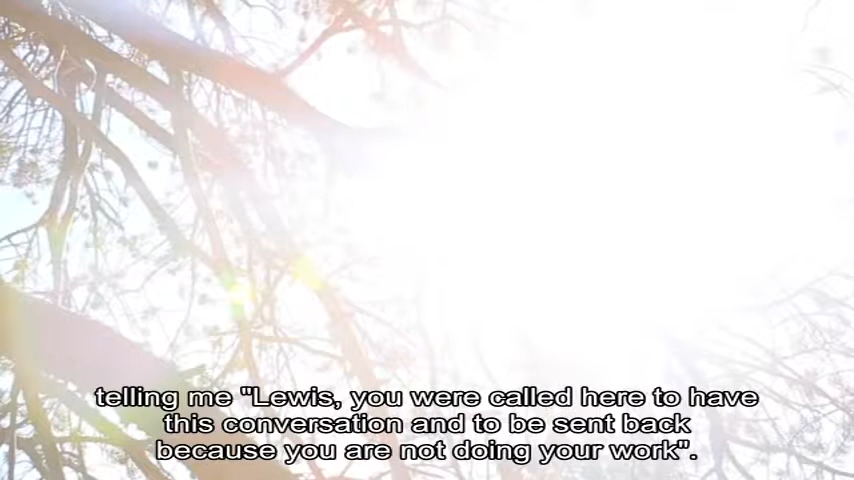 telling me "Lewis, you were called here to have
this conversation and to be sent back
because you are not doing your work".